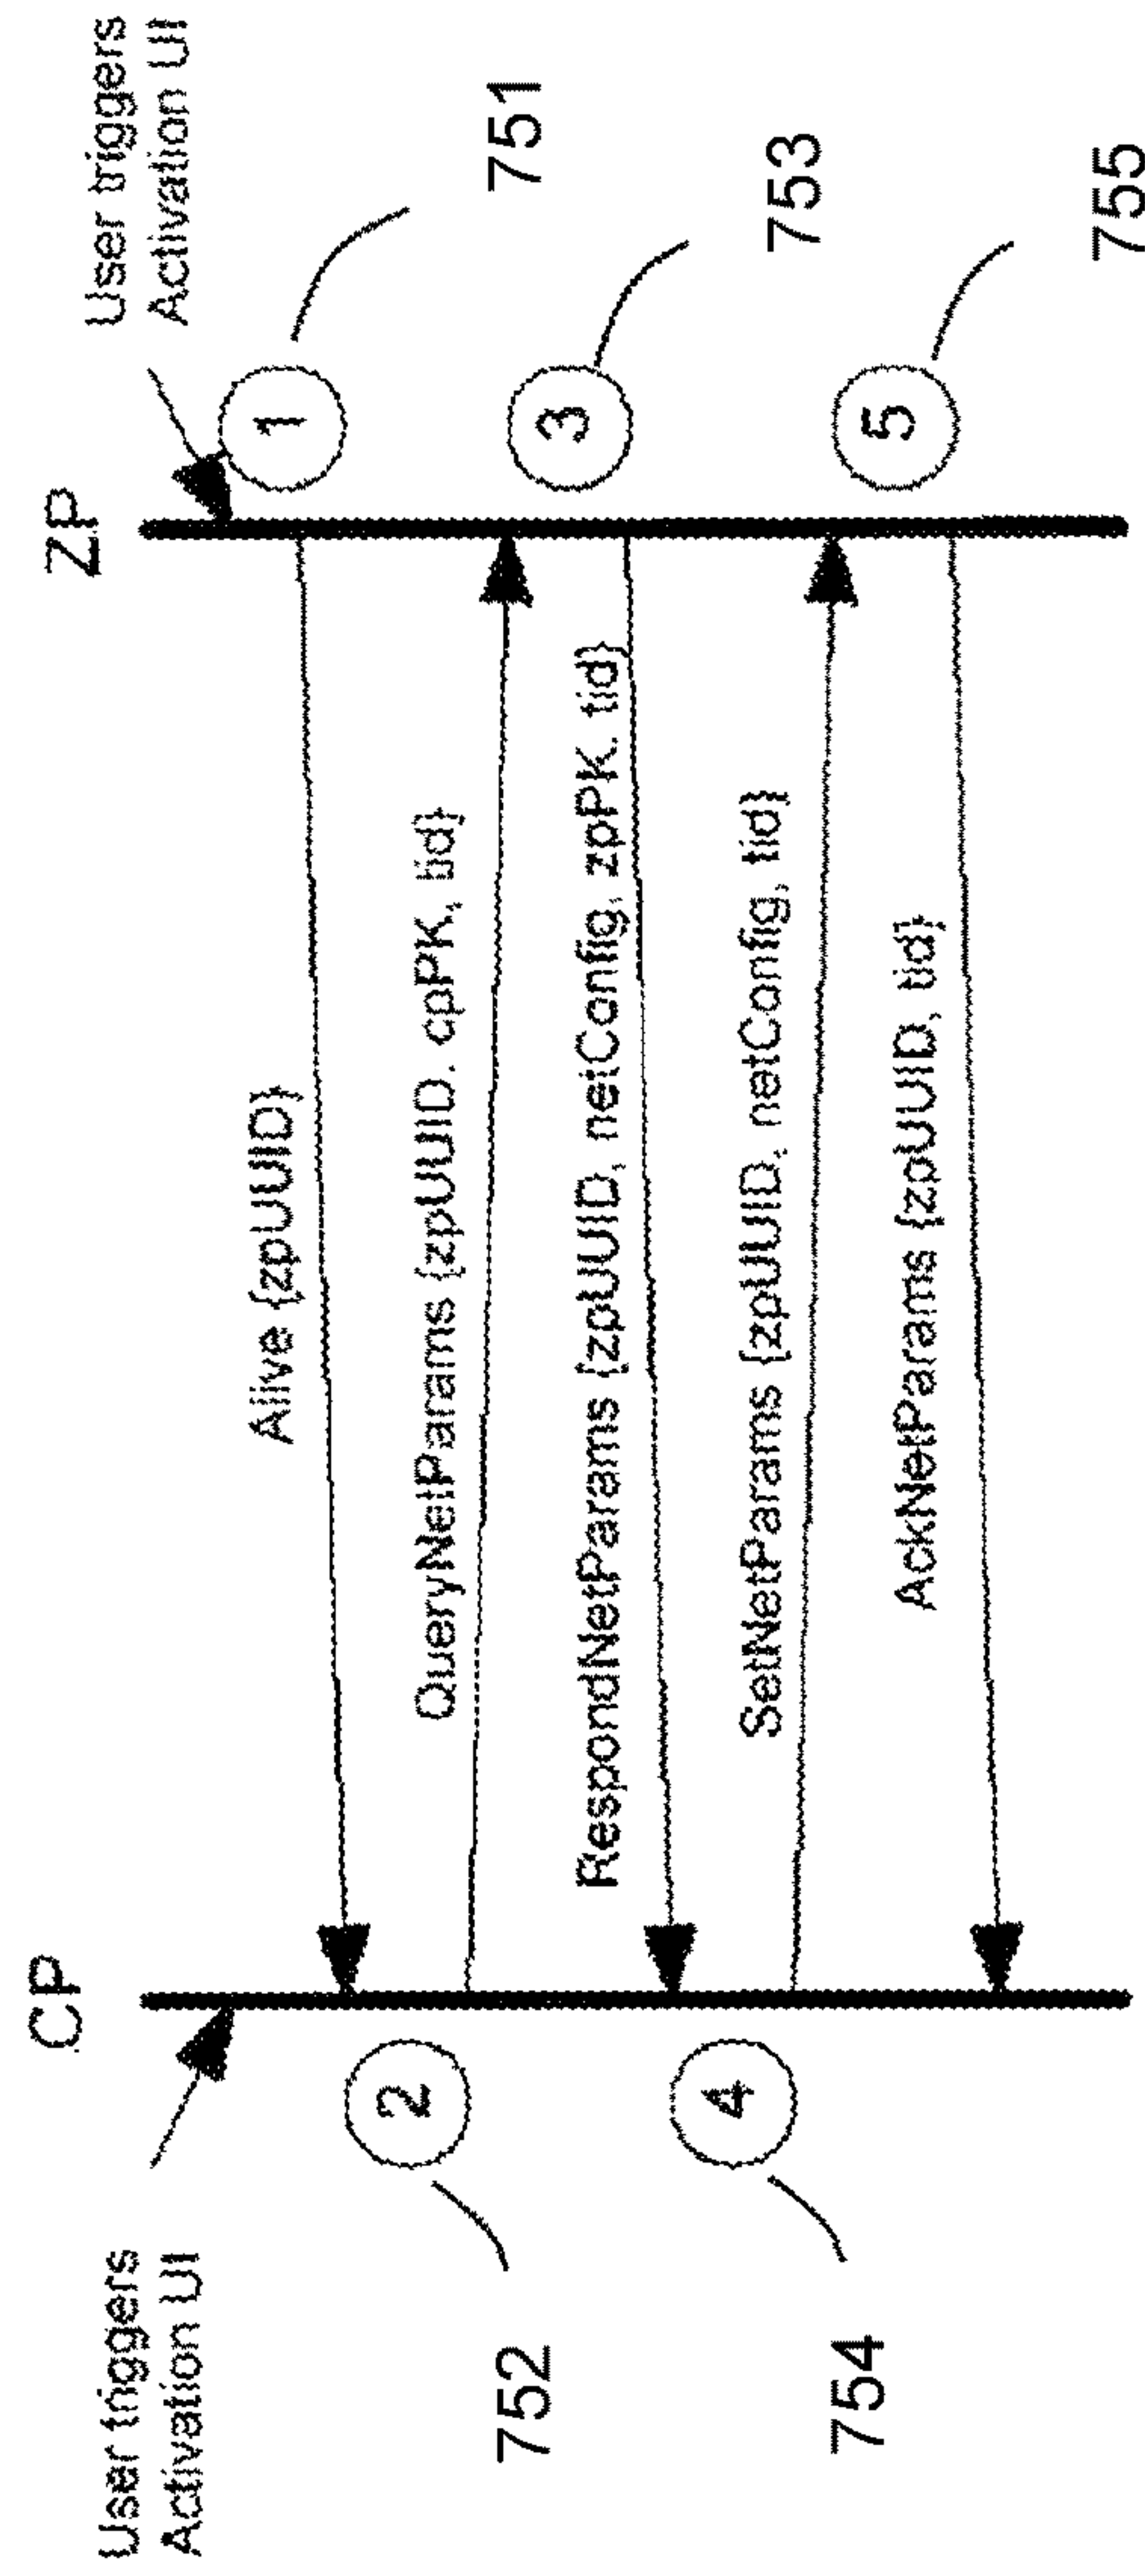 CP
ZP
User triggers
Activation UI
User triggers
Activation UI
Alive {zpUUID}
1
751
2
752
QueryNetParams {zpUUID, cpPK, tid}
3
753
RespondNetParams {zpUUID, netConfig, zpPK, tid}
4
754
SetNetParams {zpUUID, netConfig, tid}
5
755
AckNetParams {zpUUID, tid}